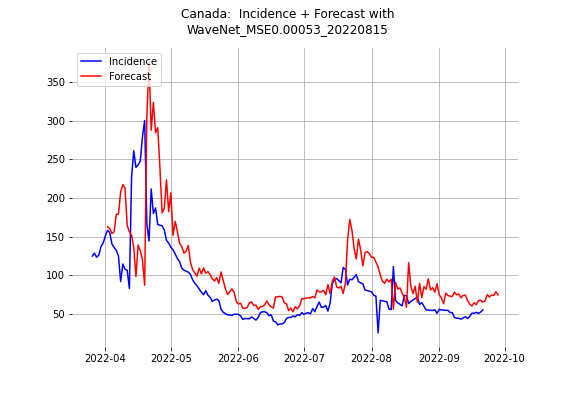 Canada:  Incidence + Forecast with
WaveNet_MSE0.00053_20220815
Incidence
Forecast
350
300
250
200
150
100
50
2022-04 2022-05 2022-06 2022-07 2022-08 2022-09 2022-10